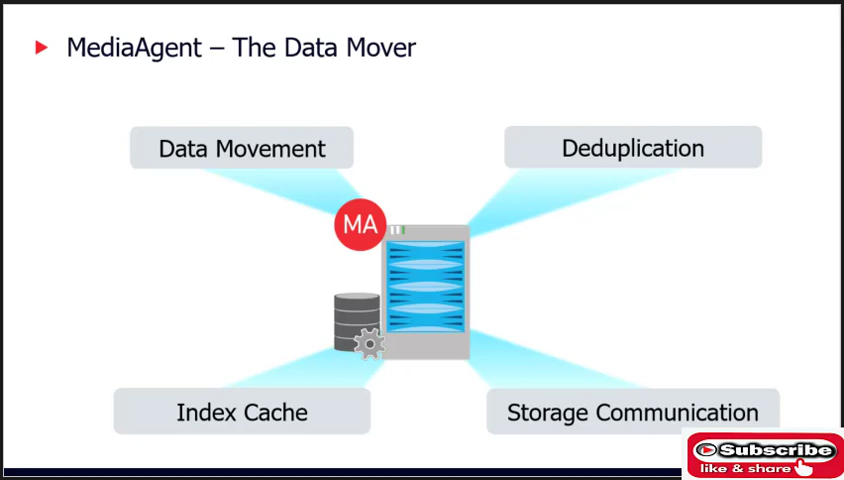 MediaAgent – The Data Mover
Data Movement
Deduplication
MA
Index Cache
Storage Communication
Subscribe
like & share